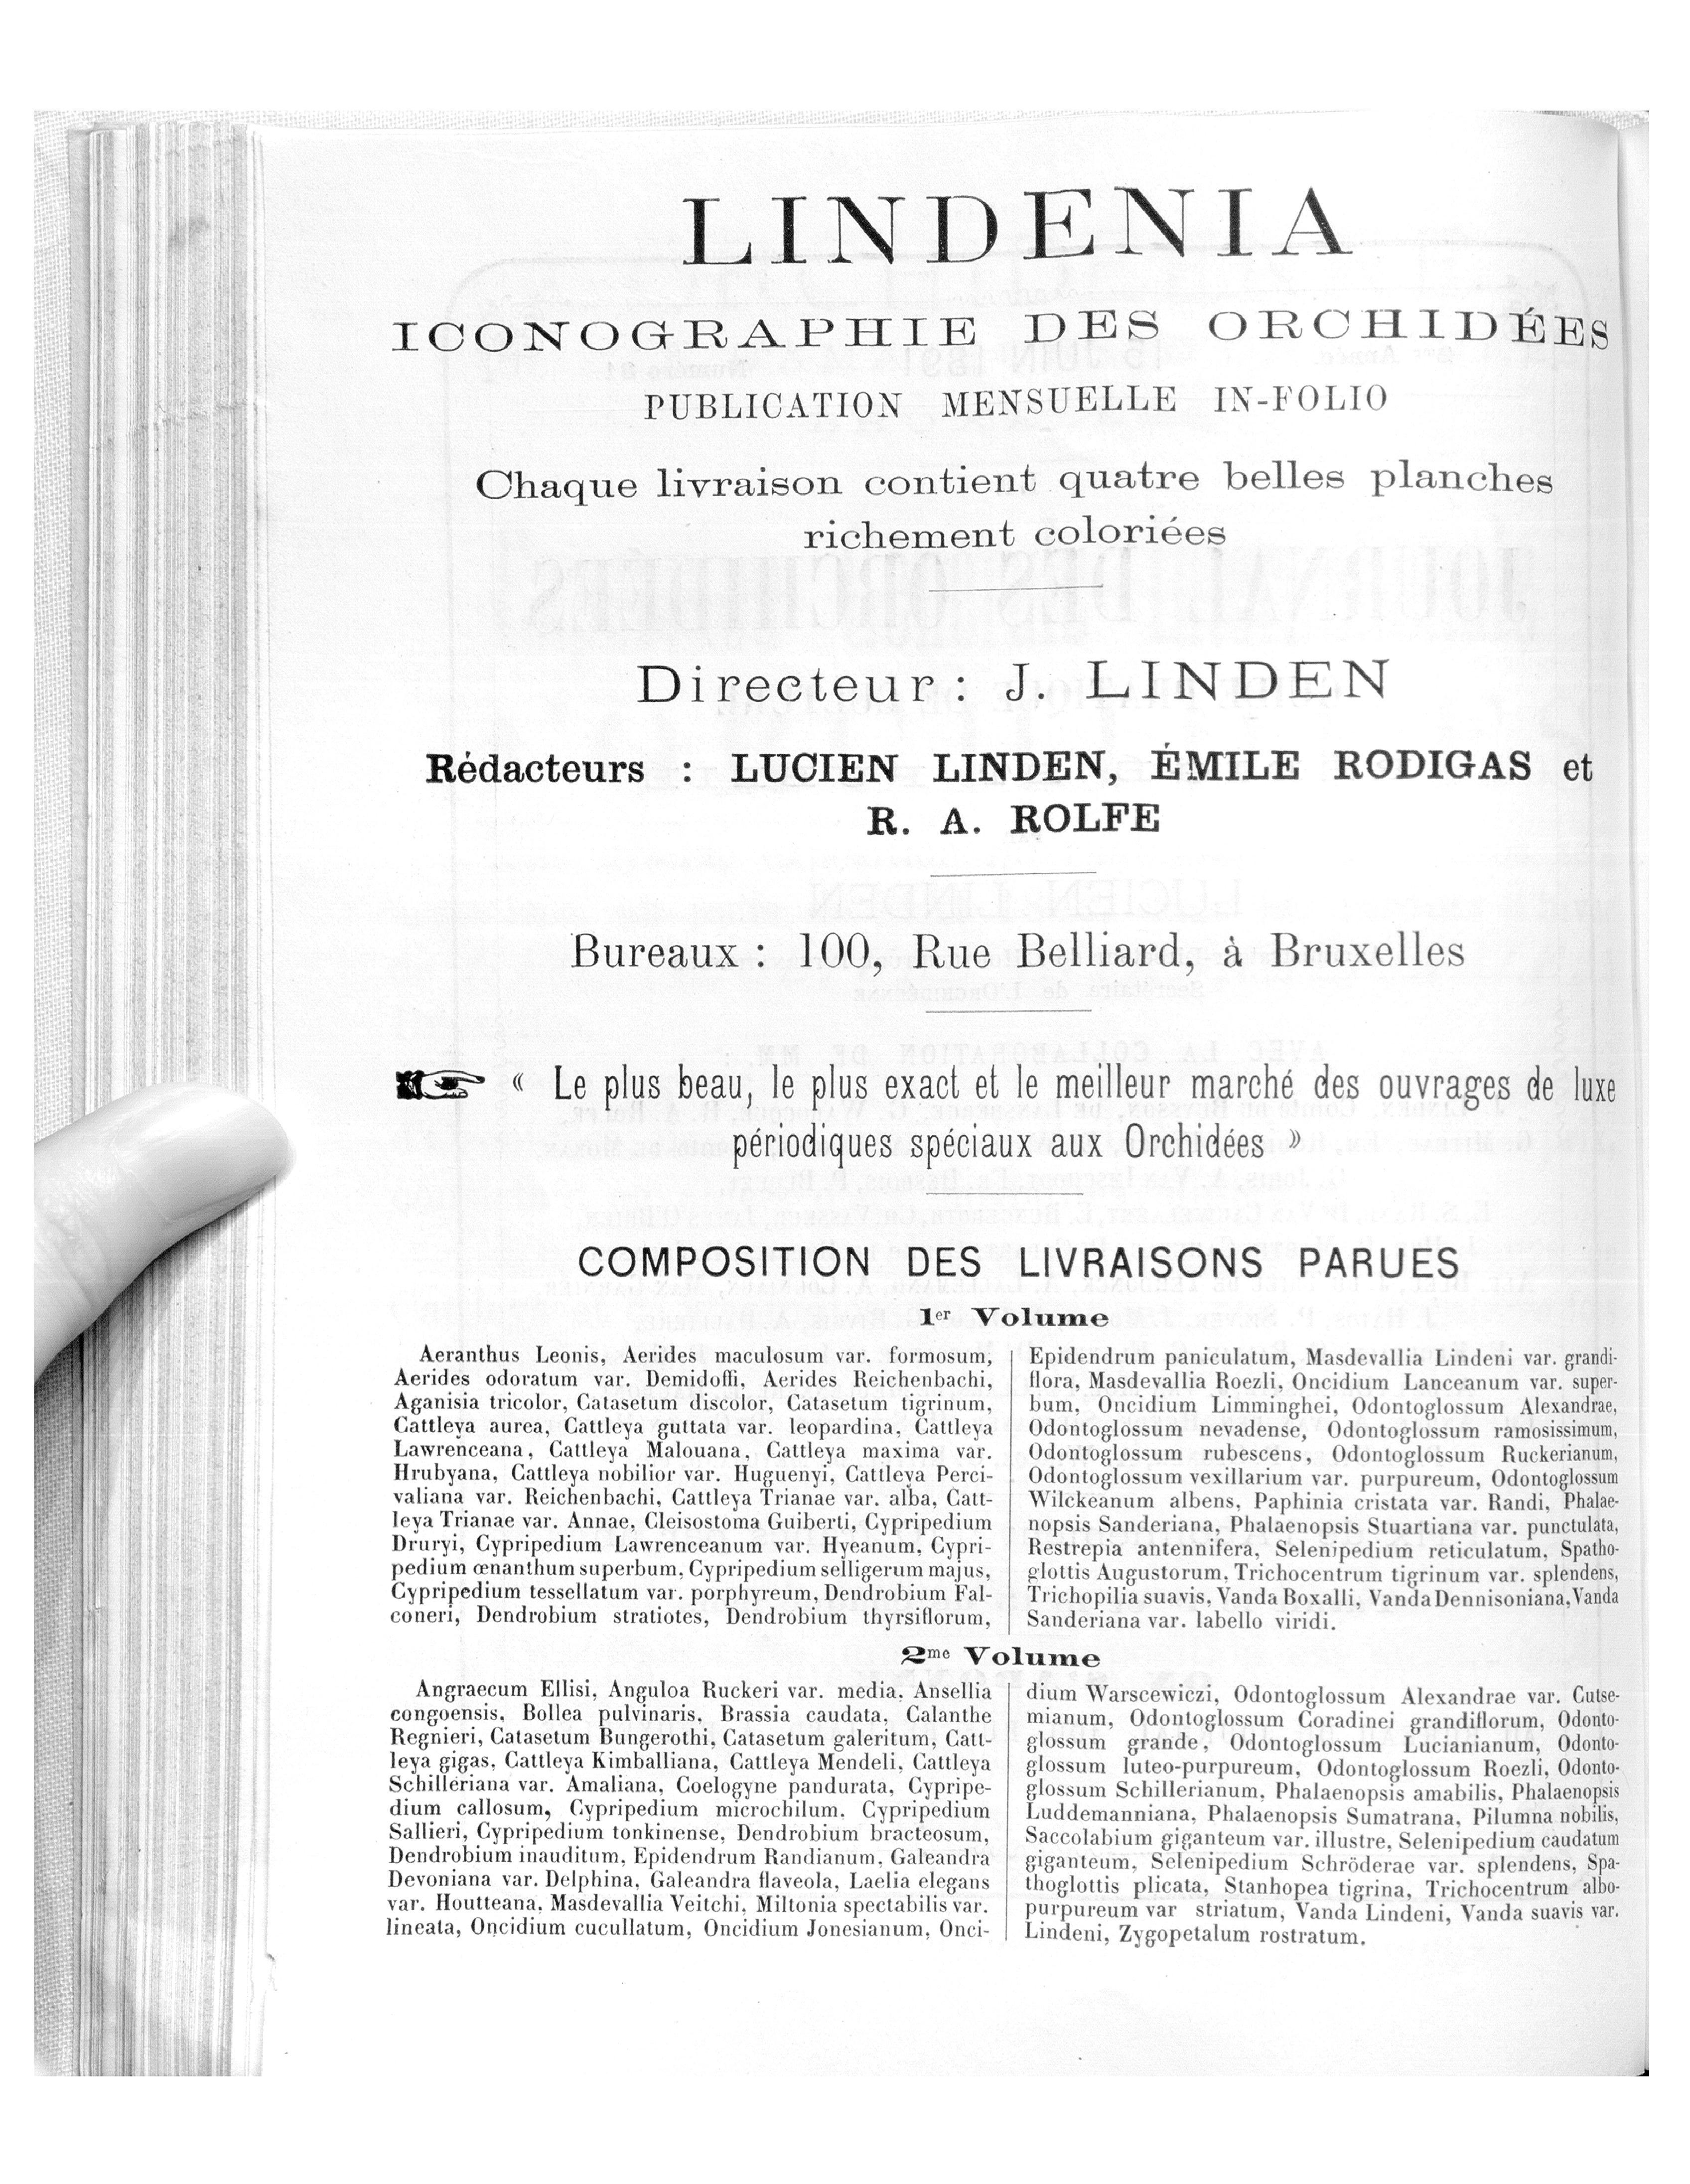 LINDENIA
ICONOGRAPHIE DES ORCHIDÉES
PUBLICATION MENSUELLE IN-FOLIO
Chaque livraison contient quatre belles planches
richement coloriées
Directeur : J. LINDEN
Rédacteurs : LUCIEN LINDEN, ÉMILE RODIGAS et
R. A. ROLFE
Bureaux : 100, Rue Belliard, à Bruxelles
« Le plus beau, le plus exact et le meilleur marché des ouvrages de luxe
périodiques spéciaux aux Orchidées »
COMPOSITION DES LIVRAISONS PARUES
1er Volume
Aeranthus Leonis, Aerides maculosum var. formosum,
Aerides odoratum var. Demidoffi, Aerides Reichenbachi,
Aganisia tricolor, Catasetum discolor, Catasetum tigrinum,
Cattleya aurea, Cattleya guttata var. leopardina, Cattleya
Lawrenceana, Cattleya Malouana, Cattleya maxima var.
Hrubyana, Cattleya nobilior var. Huguenyi, Cattleya Perci-
valiana var. Reichenbachi, Cattleya Trianae var. alba, Catt-
leya Trianae var. Annae, Cleisostoma Guiberti, Cypripedium
Druryi, Cypripedium Lawrenceanum var. Hyeanum, Cypri-
pedium œnanthum superbum, Cypripedium selligerum majus,
Cypripedium tessellatum var. porphyreum, Dendrobium Fal-
coneri, Dendrobium stratiotes, Dendrobium thyrsiflorum,
Epidendrum paniculatum, Masdevallia Lindeni var. grandi-
flora, Masdevallia Roezli, Oncidium Lanceanum var. super-
bum, Oncidium Limminghei, Odontoglossum Alexandrae,
Odontoglossum nevadense, Odontoglossum ramosissimum,
Odontoglossum rubescens, Odontoglossum Ruckerianum,
Odontoglossum vexillarium var. purpureum, Odontoglossum
Wilckeanum albens, Paphinia cristata var. Randi, Phalae-
nopsis Sanderiana, Phalaenopsis Stuartiana var. punctulata,
Restrepia antennifera, Selenipedium reticulatum, Spatho-
glottis Augustorum, Trichocentrum tigrinum var. splendens,
Trichopilia suavis, Vanda Boxalli, Vanda Dennisoniana, Vanda
Sanderiana var. labello viridi.
2me Volume
Angraecum Ellisi, Anguloa Ruckeri var. media, Ansellia
congoensis, Bollea pulvinaris, Brassia caudata, Calanthe
Regnieri, Catasetum Bungerothi, Catasetum galeritum, Catt-
leya gigas, Cattleya Kimballiana, Cattleya Mendeli, Cattleya
Schilleriana var. Amaliana, Coelogyne pandurata, Cypripe-
dium callosum, Cypripedium microchilum. Cypripedium
Sallieri, Cypripedium tonkinense, Dendrobium bracteosum,
Dendrobium inauditum, Epidendrum Randianum, Galeandra
Devoniana var. Delphina, Galeandra flaveola, Laelia elegans
var. Houtteana, Masdevallia Veitchi, Miltonia spectabilis var.
lineata, Oncidium cucullatum, Oncidium Jonesianum, Onci-
dium Warscewiczi, Odontoglossum Alexandrae var. Cutse-
mianum, Odontoglossum Coradinei grandiflorum, Odonto-
glossum grande, Odontoglossum Lucianianum, Odonto-
glossum luteo-purpureum, Odontoglossum Roezli, Odonto-
glossum Schillerianum, Phalaenopsis amabilis, Phalaenopsis
Luddemanniana, Phalaenopsis Sumatrana, Pilumna nobilis,
Saccolabium giganteum var. illustre, Selenipedium caudatum
giganteum, Selenipedium Schröderae var. splendens, Spa-
thoglottis plicata, Stanhopea tigrina, Trichocentrum albo-
purpureum var striatum, Vanda Lindeni, Vanda suavis var.
Lindeni, Zygopetalum rostratum.